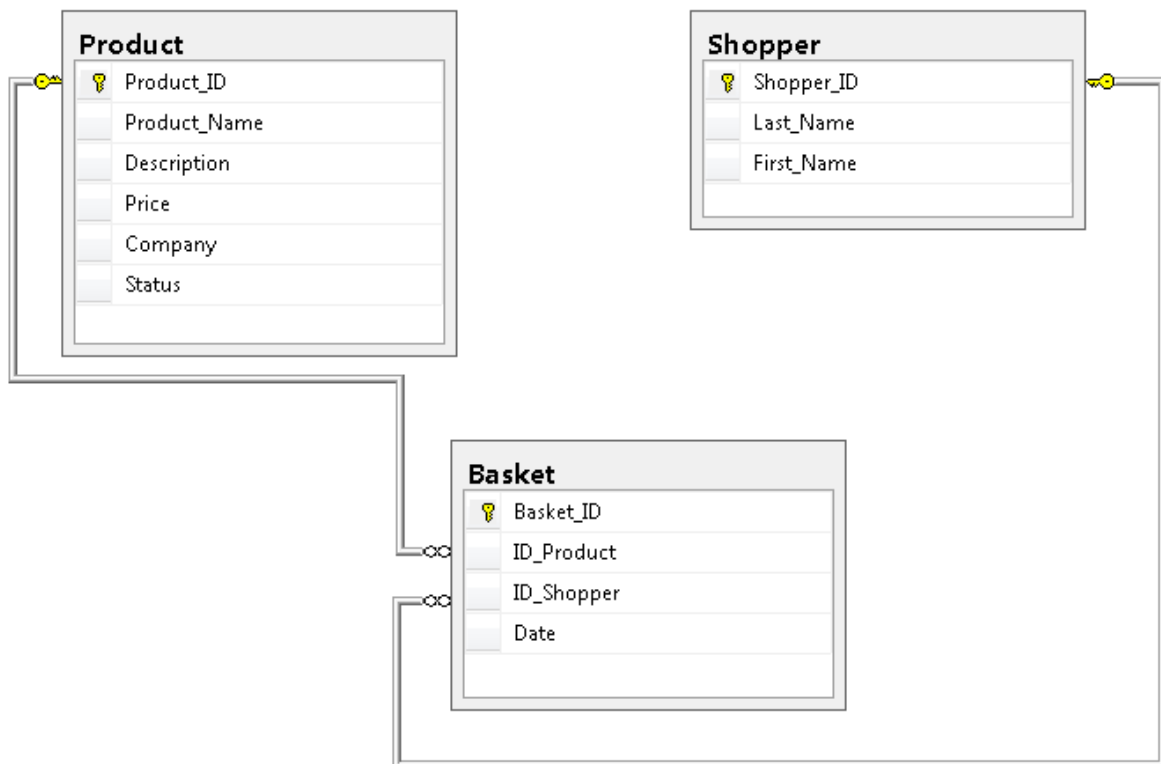 Product
Product_ID
Product_Name
Description
Price
Company
Status
Shopper
Shopper_ID
Last_Name
First_Name
Basket
Basket_ID
ID_Product
ID_Shopper
Date